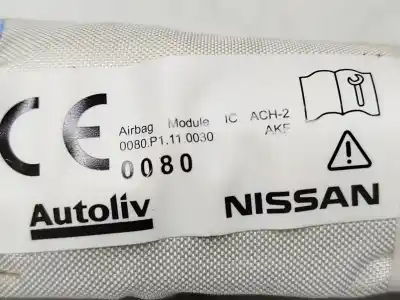 CE
Airbag Module IC ACH-2
0080.P1.11 0030 AKF
0080
Autoliv NISSAN